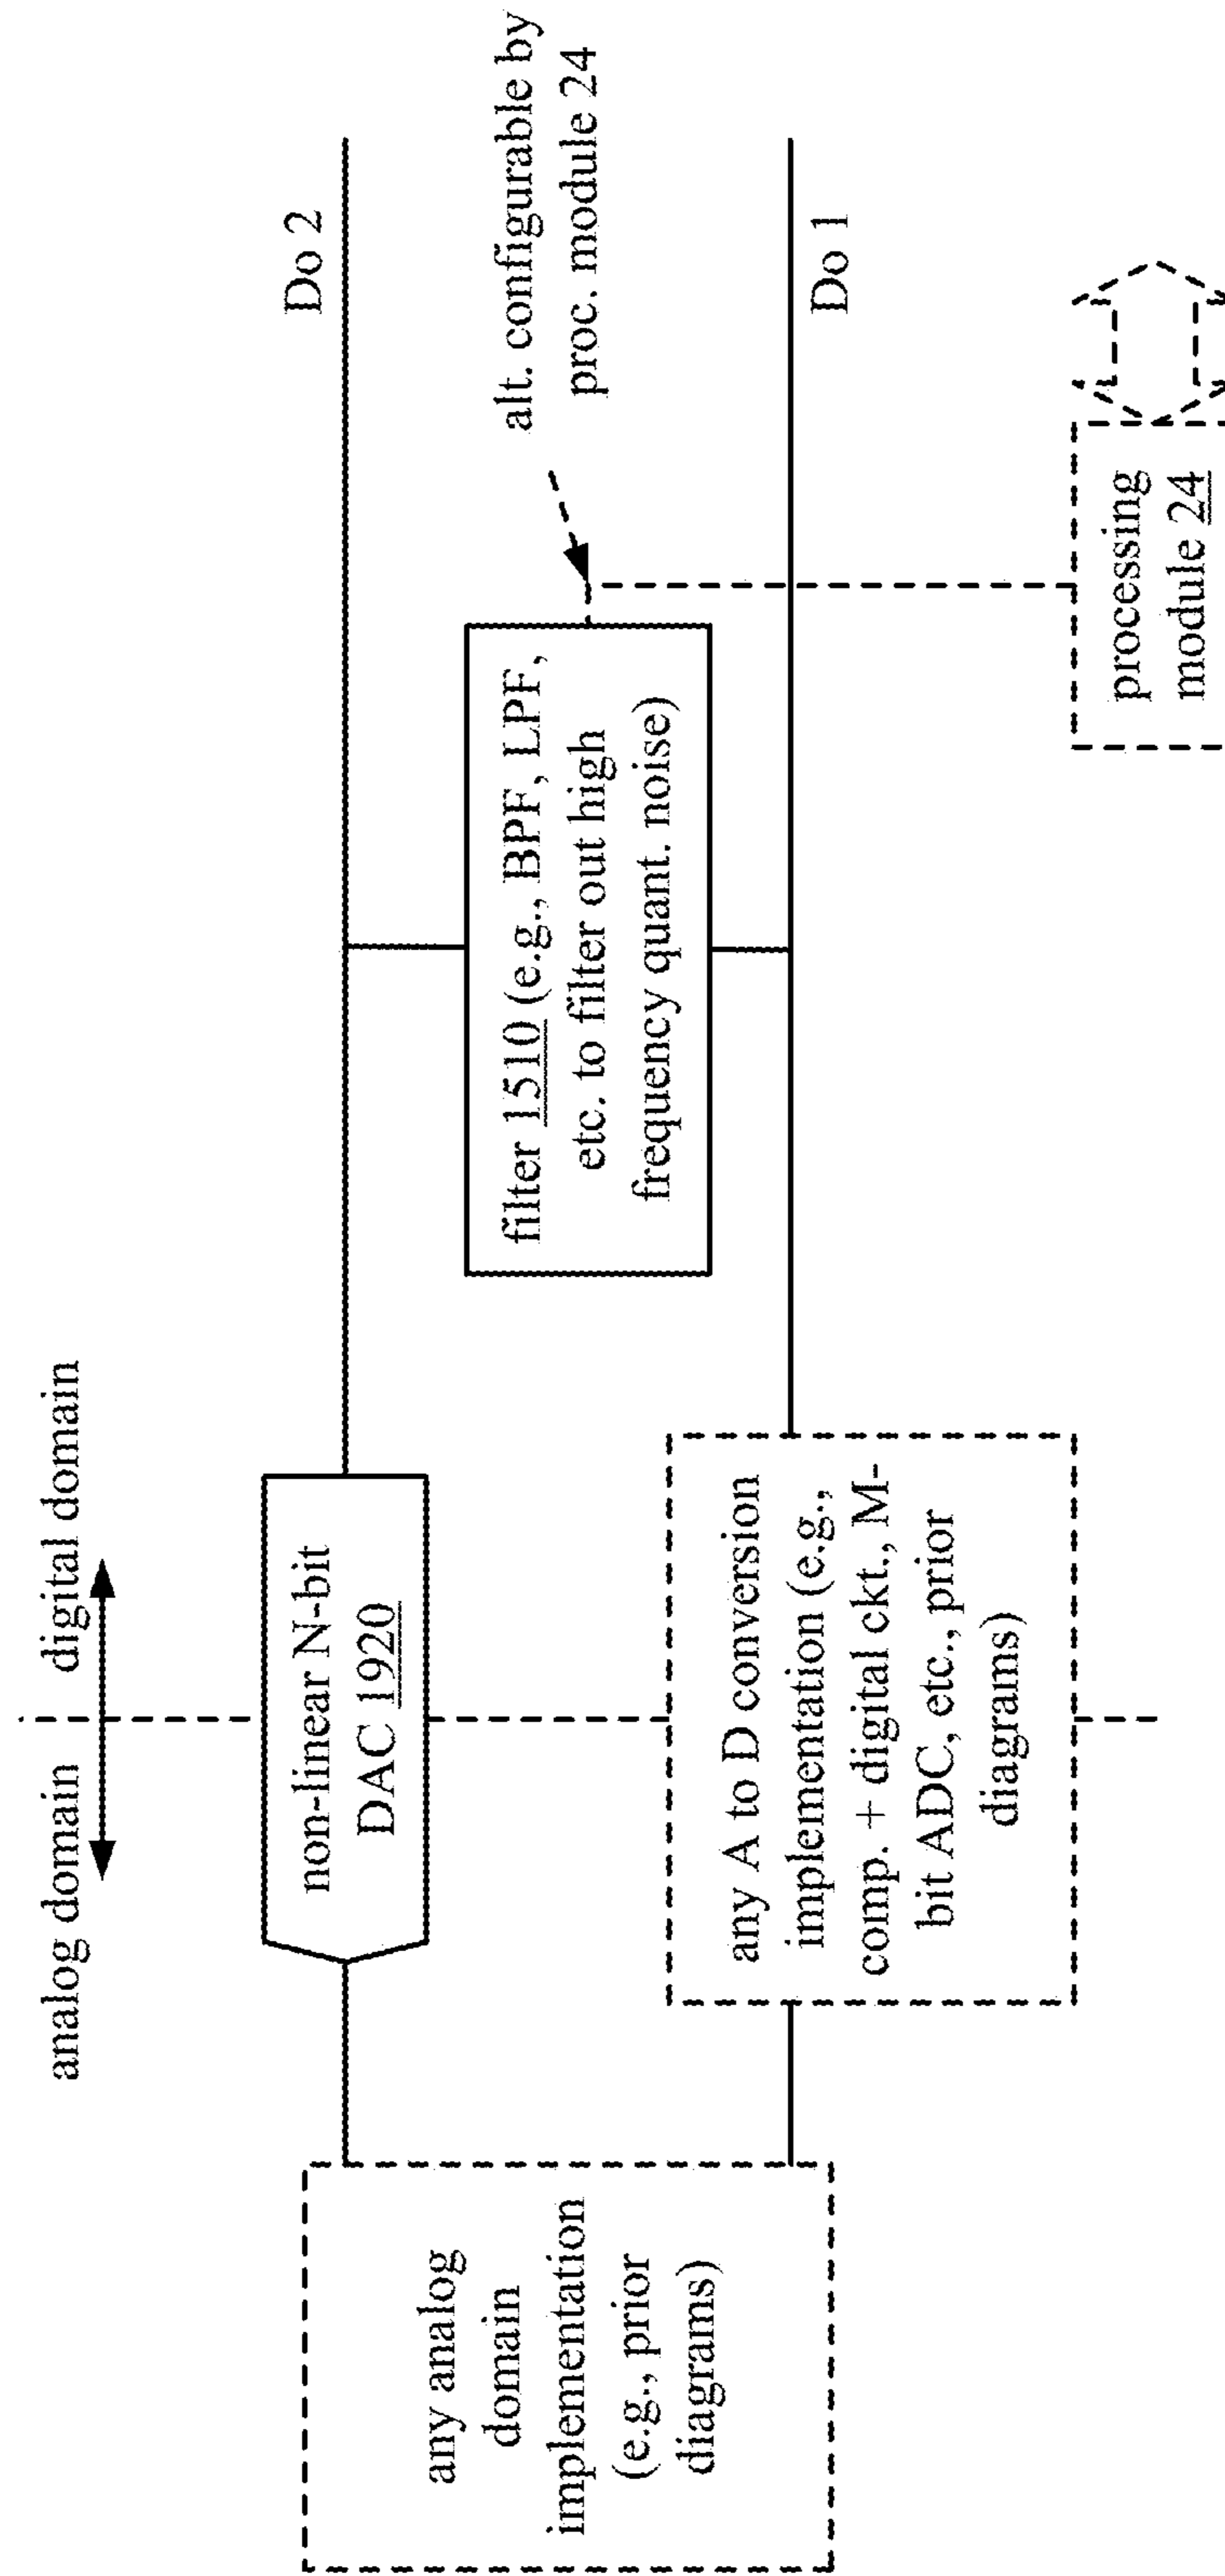 analog domain
digital domain
any analog
domain
implementation
(e.g., prior
diagrams)
non-linear N-bit
DAC 1920
Do 2
filter 1510 (e.g., BPF, LPF,
etc. to filter out high
frequency quant. noise)
alt. configurable by
proc. module 24
any A to D conversion
implementation (e.g.,
comp. + digital ckt., M-
bit ADC, etc., prior
diagrams)
Do 1
processing
module 24